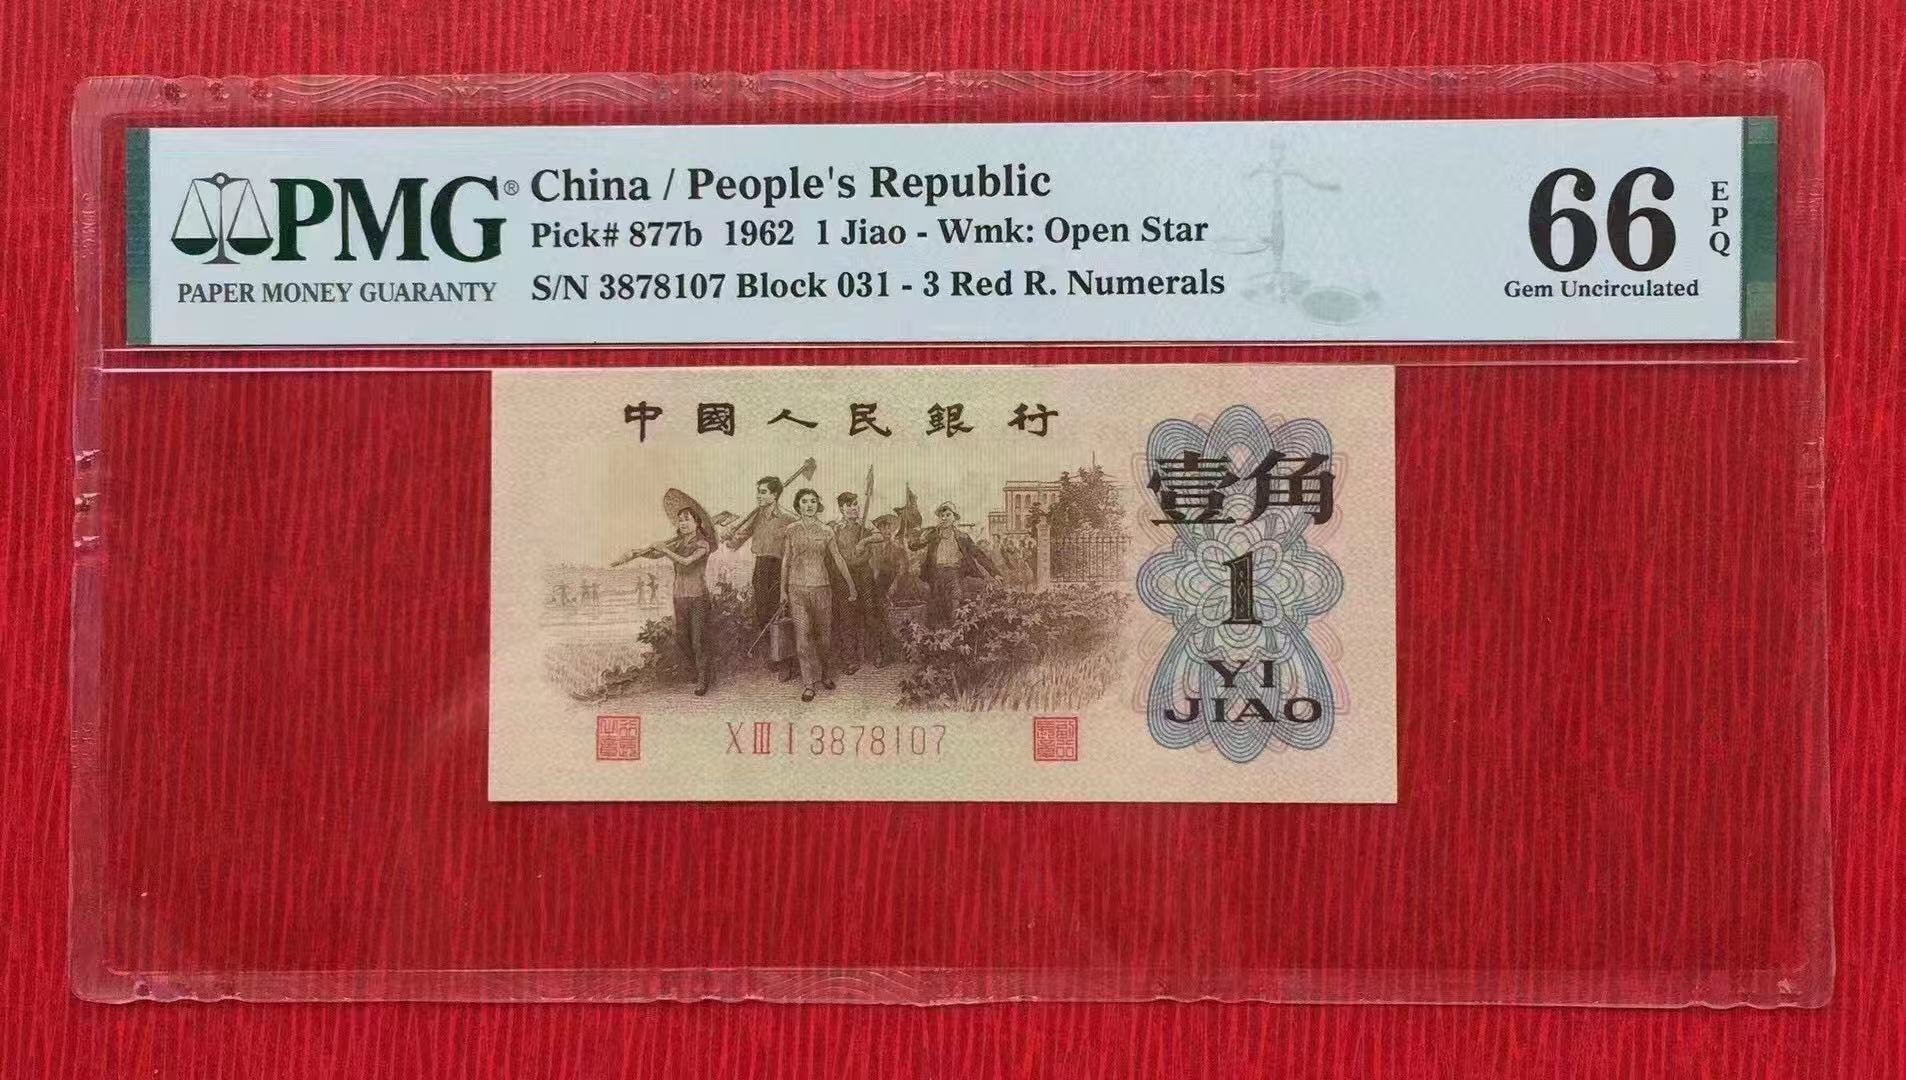 PMG®
PAPER MONEY GUARANTY
China / People's Republic
Pick# 877b 1962 1 Jiao - Wmk: Open Star
S/N 3878107 Block 031 - 3 Red R. Numerals
66
EPQ
Gem Uncirculated
中國人民銀行
壹角
1
YI
JIAO
X III I 3878107